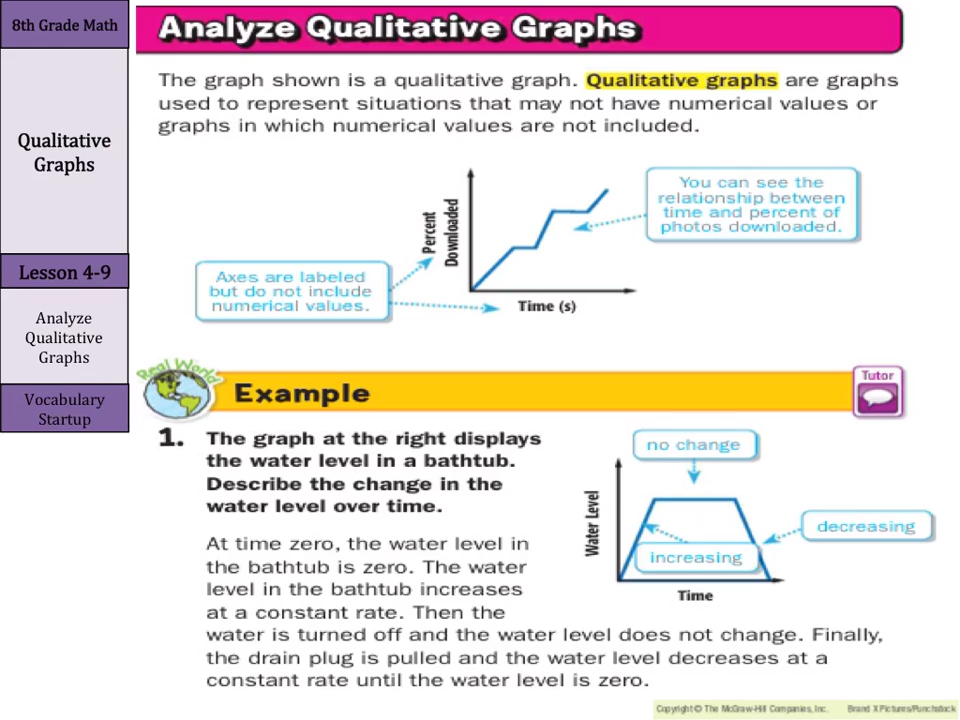 8th Grade Math
Qualitative
Graphs
Lesson 4-9
Analyze
Qualitative
Graphs
Vocabulary
Startup
Analyze Qualitative Graphs
The graph shown is a qualitative graph. Qualitative graphs are graphs
used to represent situations that may not have numerical values or
graphs in which numerical values are not included.
Percent
Downloaded
Time (s)
You can see the
relationship between
time and percent of
photos downloaded.
Axes are labeled
but do not include
numerical values.
Real World
Example
Tutor
1. The graph at the right displays
the water level in a bathtub.
Describe the change in the
water level over time.
no change
Water Level
decreasing
increasing
Time
At time zero, the water level in
the bathtub is zero. The water
level in the bathtub increases
at a constant rate. Then the
water is turned off and the water level does not change. Finally,
the drain plug is pulled and the water level decreases at a
constant rate until the water level is zero.
Copyright © The McGraw-Hill Companies, Inc. Brand X Pictures/Punchstock